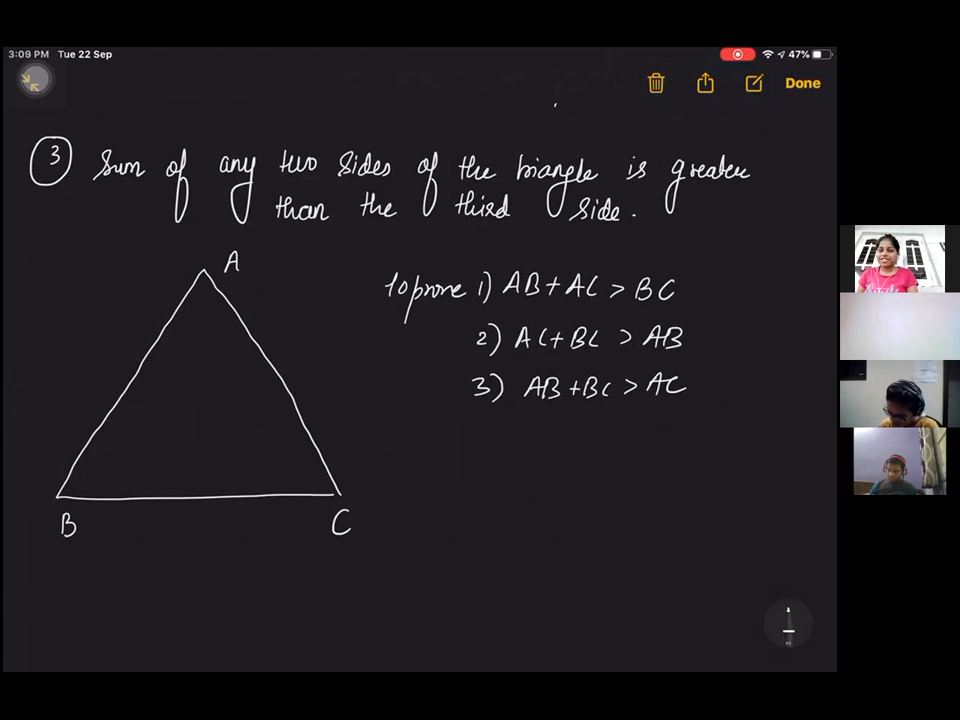 3:09 PM Tue 22 Sep 47%
Done
3 Sum of any two sides of the triangle is greater
than the third side.
A
To prove 1) AB + AC > BC
2) AC + BC > AB
3) AB + BC > AC
B C